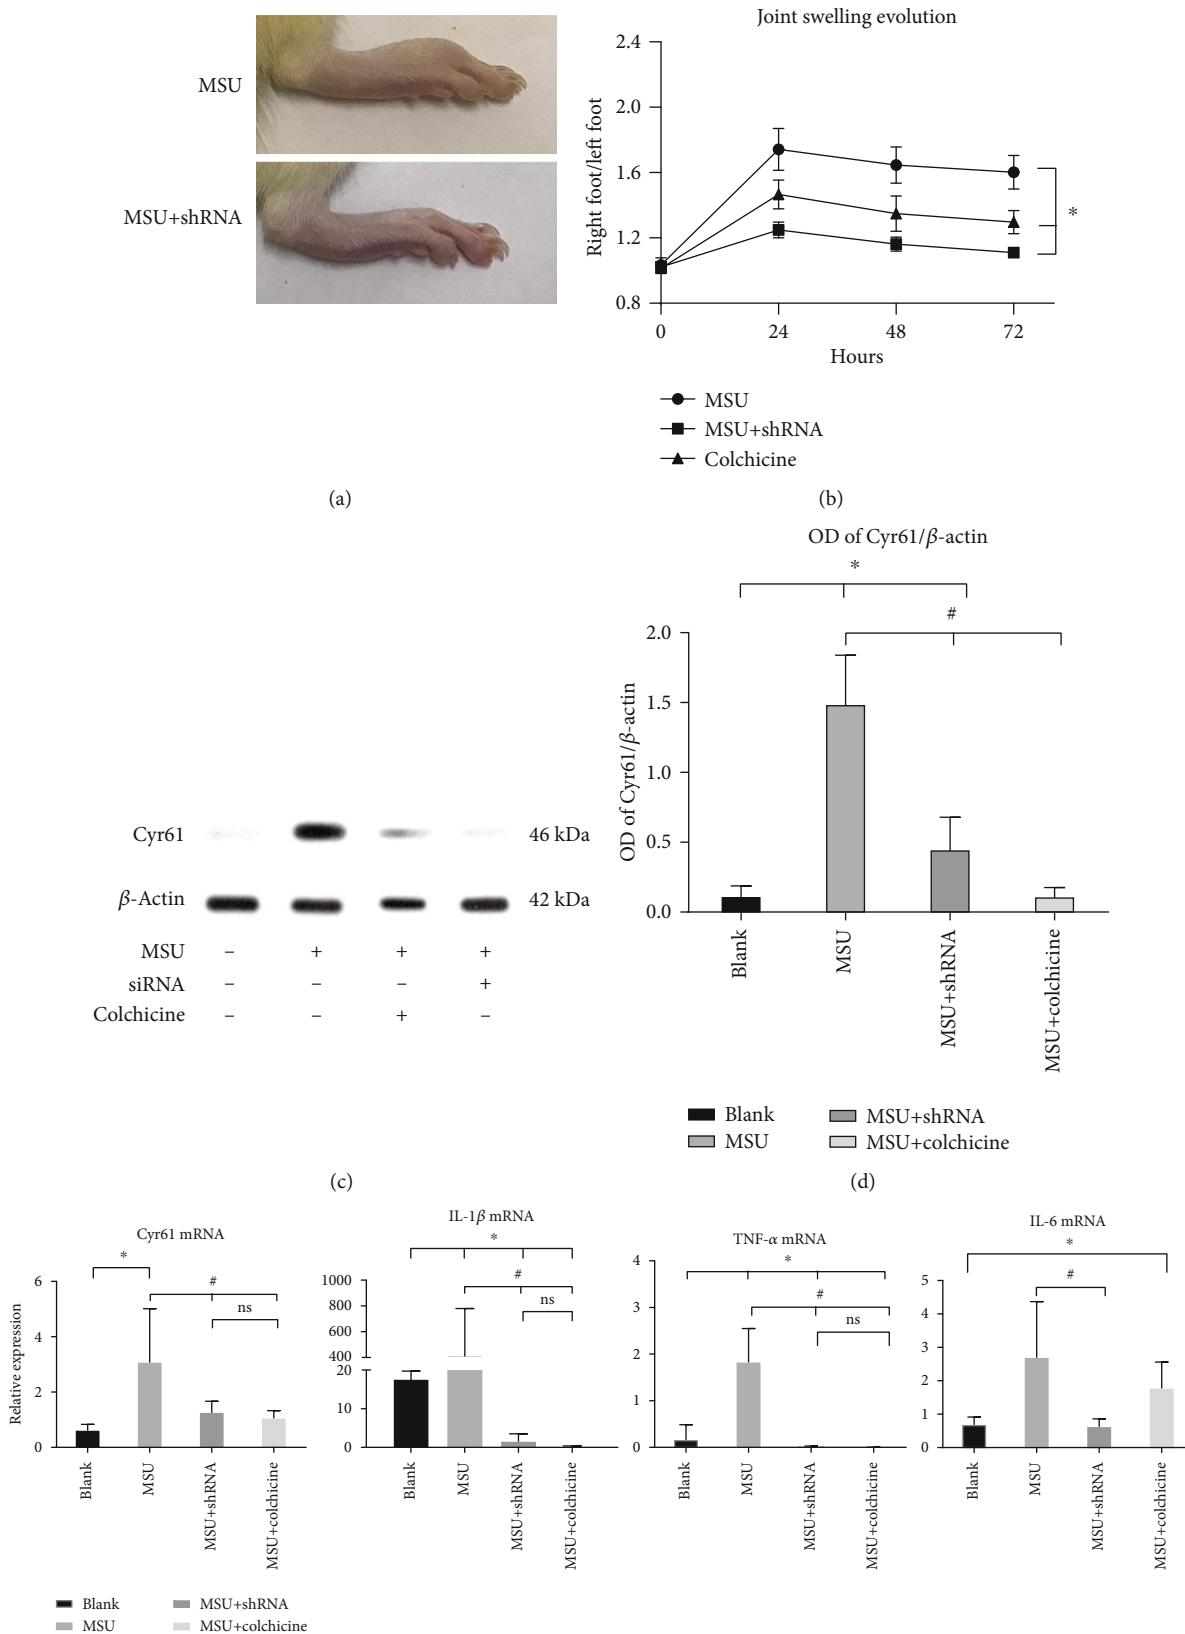 MSU
MSU+shRNA
(a)
Joint swelling evolution
Right foot/left foot
2.4
2.0
1.6
1.2
0.8
*
0 24 48 72
Hours
MSU
MSU+shRNA
Colchicine
(b)
Cyr61 46 kDa
β-Actin 42 kDa
MSU – + + +
siRNA – – – +
Colchicine – – + –
(c)
OD of Cyr61/β-actin
*
#
OD of Cyr61/β-actin
2.0
1.5
1.0
0.5
0.0
Blank
MSU
MSU+shRNA
MSU+colchicine
Blank MSU+shRNA
MSU MSU+colchicine
(d)
Cyr61 mRNA
*
#
ns
Relative expression
6
4
2
0
Blank
MSU
MSU+shRNA
MSU+colchicine
IL-1β mRNA
*
#
ns
1000
800
600
400
20
10
0
Blank
MSU
MSU+shRNA
MSU+colchicine
TNF-α mRNA
*
#
ns
4
3
2
1
0
Blank
MSU
MSU+shRNA
MSU+colchicine
IL-6 mRNA
*
#
5
4
3
2
1
0
Blank
MSU
MSU+shRNA
MSU+colchicine
Blank MSU+shRNA
MSU MSU+colchicine